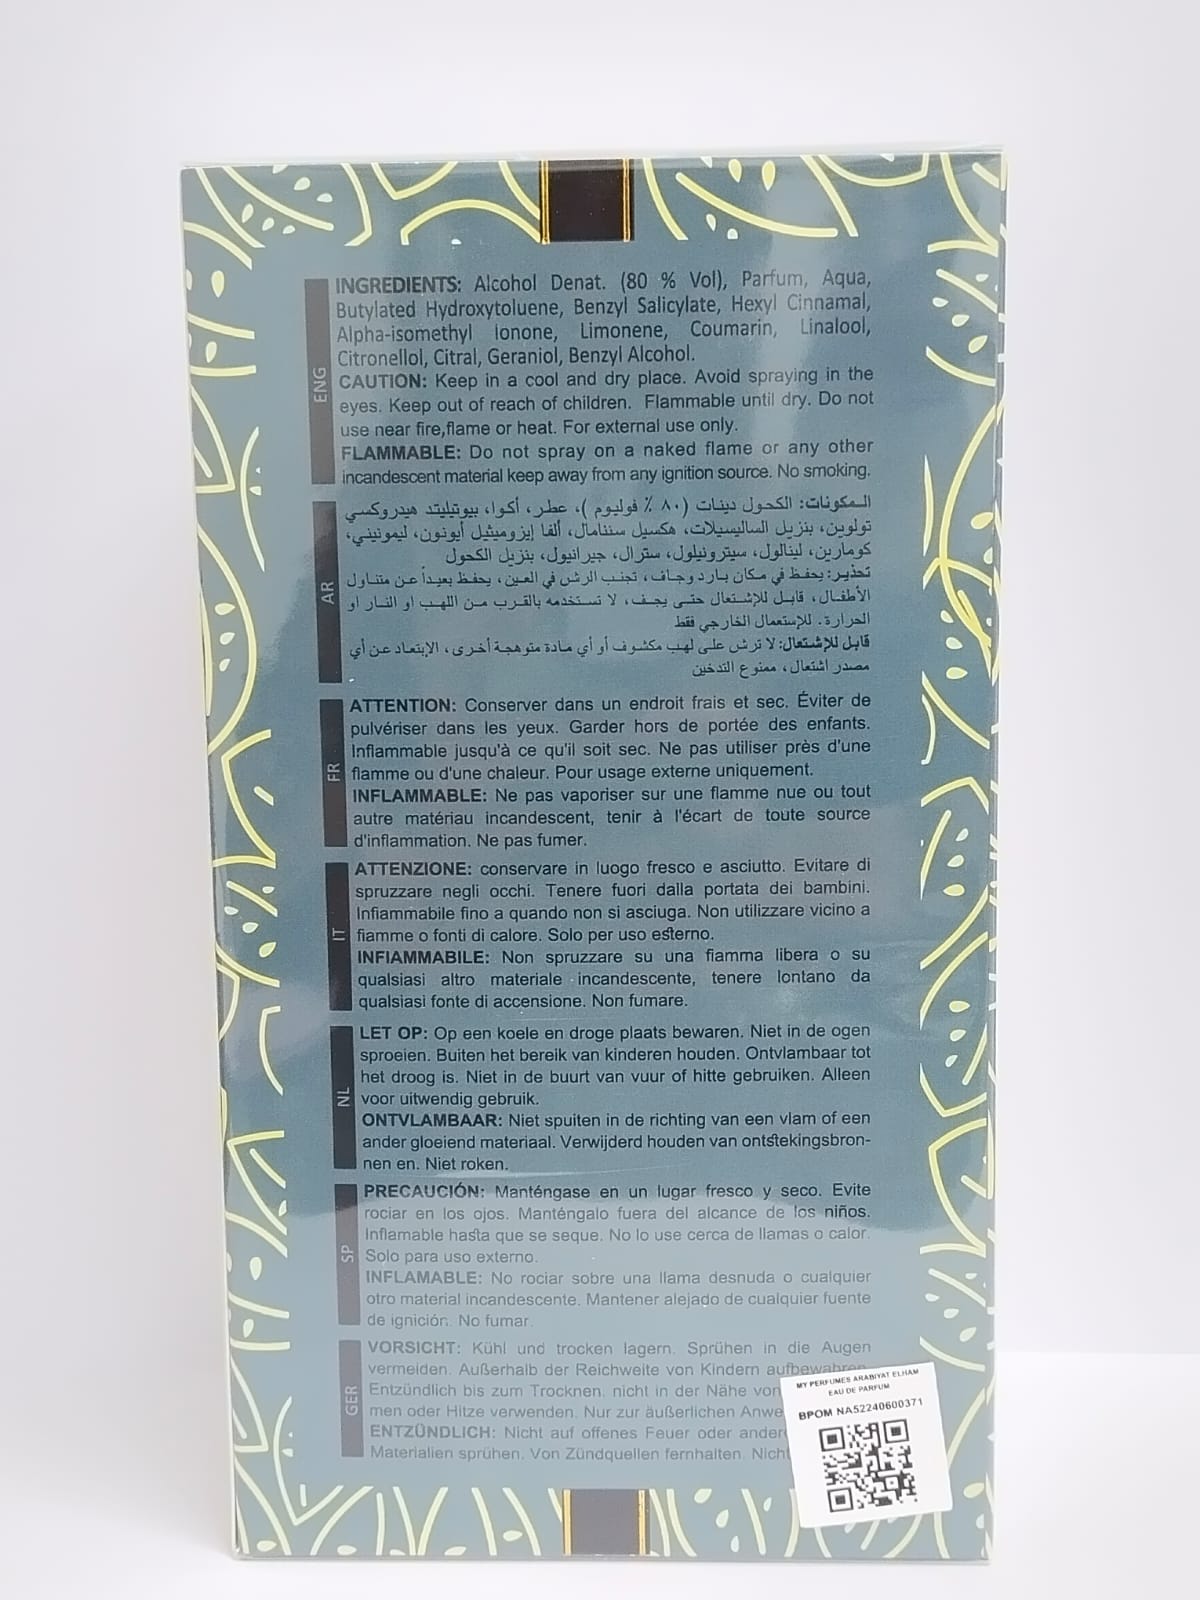 ENG
INGREDIENTS: Alcohol Denat. (80 % Vol), Parfum, Aqua,
Butylated Hydroxytoluene, Benzyl Salicylate, Hexyl Cinnamal,
Alpha-isomethyl Ionone, Limonene, Coumarin, Linalool,
Citronellol, Citral, Geraniol, Benzyl Alcohol.
CAUTION: Keep in a cool and dry place. Avoid spraying in the
eyes. Keep out of reach of children. Flammable until dry. Do not
use near fire,flame or heat. For external use only.
FLAMMABLE: Do not spray on a naked flame or any other
incandescent material keep away from any ignition source. No smoking.
AR
المكونات: الكحول دينات (٨٠ ٪ فوليوم )، عطر، أكوا، بيوتيليتد هيدروكسي
تولوين، بنزيل الساليسيلات، هكسيل سننامال، ألفا إيزوميثيل أيونون، ليمونيني،
كومارين، لينالول، سيترونيلول، سترال، جيرانيول، بنزيل الكحول
تحذير: يحفظ في مكان بارد وجاف، تجنب الرش في العين، يحفظ بعيداً عن متناول
الأطفال، قابل للإشتعال حتى يجف، لا تستخدمه بالقرب من اللهب او النار او
الحرارة. للإستعمال الخارجي فقط
قابل للإشتعال: لا ترش على لهب مكشوف أو أي مادة متوهجة أخرى، الإبتعاد عن أي
مصدر اشتعال، ممنوع التدخين
FR
ATTENTION: Conserver dans un endroit frais et sec. Éviter de
pulvériser dans les yeux. Garder hors de portée des enfants.
Inflammable jusqu'à ce qu'il soit sec. Ne pas utiliser près d'une
flamme ou d'une chaleur. Pour usage externe uniquement.
INFLAMMABLE: Ne pas vaporiser sur une flamme nue ou tout
autre matériau incandescent, tenir à l'écart de toute source
d'inflammation. Ne pas fumer.
IT
ATTENZIONE: conservare in luogo fresco e asciutto. Evitare di
spruzzare negli occhi. Tenere fuori dalla portata dei bambini.
Infiammabile fino a quando non si asciuga. Non utilizzare vicino a
fiamme o fonti di calore. Solo per uso esterno.
INFIAMMABILE: Non spruzzare su una fiamma libera o su
qualsiasi altro materiale incandescente, tenere lontano da
qualsiasi fonte di accensione. Non fumare.
NL
LET OP: Op een koele en droge plaats bewaren. Niet in de ogen
sproeien. Buiten het bereik van kinderen houden. Ontvlambaar tot
het droog is. Niet in de buurt van vuur of hitte gebruiken. Alleen
voor uitwendig gebruik.
ONTVLAMBAAR: Niet spuiten in de richting van een vlam of een
ander gloeiend materiaal. Verwijderd houden van ontstekingsbron-
nen en. Niet roken.
SP
PRECAUCIÓN: Manténgase en un lugar fresco y seco. Evite
rociar en los ojos. Manténgalo fuera del alcance de los niños.
Inflamable hasta que se seque. No lo use cerca de llamas o calor.
Solo para uso externo.
INFLAMABLE: No rociar sobre una llama desnuda o cualquier
otro material incandescente. Mantener alejado de cualquier fuente
de ignición. No fumar.
GER
VORSICHT: Kühl und trocken lagern. Sprühen in die Augen
vermeiden. Außerhalb der Reichweite von Kindern aufbewahren.
Entzündlich bis zum Trocknen. nicht in der Nähe von
men oder Hitze verwenden. Nur zur äußerlichen Anwe
ENTZÜNDLICH: Nicht auf offenes Feuer oder ander
Materialien sprühen. Von Zündquellen fernhalten. Nicht
MY PERFUMES ARABIYAT ELHAM
EAU DE PARFUM
BPOM NA52240600371